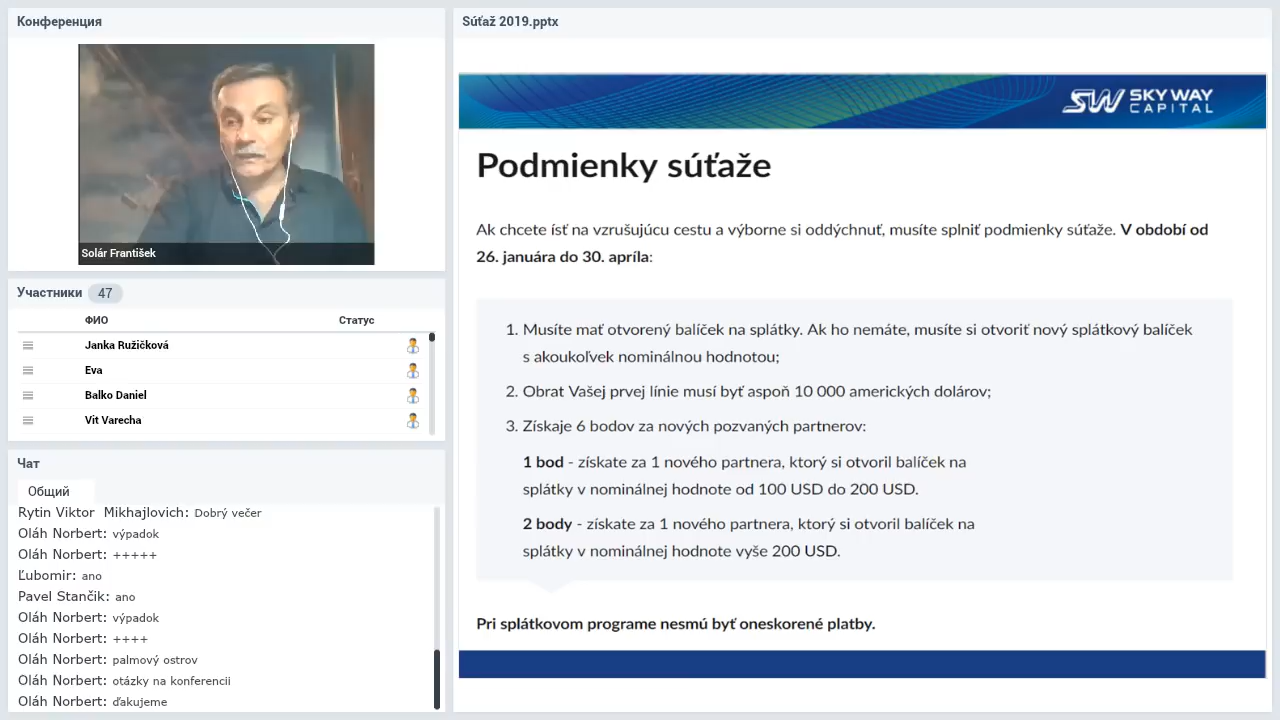 Конференция
Solár František
Участники 47
ФИО Статус
Janka Ružičková
Eva
Balko Daniel
Vit Varecha
Чат
Общий
Rytin Viktor Mikhajlovich: Dobrý večer
Oláh Norbert: výpadok
Oláh Norbert: +++++
Ľubomir: ano
Pavel Stančik: ano
Oláh Norbert: výpadok
Oláh Norbert: ++++
Oláh Norbert: palmový ostrov
Oláh Norbert: otázky na konferencii
Oláh Norbert: ďakujeme
Súťaž 2019.pptx
SW SKY WAY
CAPITAL
Podmienky súťaže
Ak chcete ísť na vzrušujúcu cestu a výborne si oddýchnuť, musíte splniť podmienky súťaže. V období od
26. januára do 30. apríla:
1. Musíte mať otvorený balíček na splátky. Ak ho nemáte, musíte si otvoriť nový splátkový balíček
s akoukoľvek nominálnou hodnotou;
2. Obrat Vašej prvej línie musí byť aspoň 10 000 amerických dolárov;
3. Získaje 6 bodov za nových pozvaných partnerov:
1 bod - získate za 1 nového partnera, ktorý si otvoril balíček na
splátky v nominálnej hodnote od 100 USD do 200 USD.
2 body - získate za 1 nového partnera, ktorý si otvoril balíček na
splátky v nominálnej hodnote vyše 200 USD.
Pri splátkovom programe nesmú byť oneskorené platby.